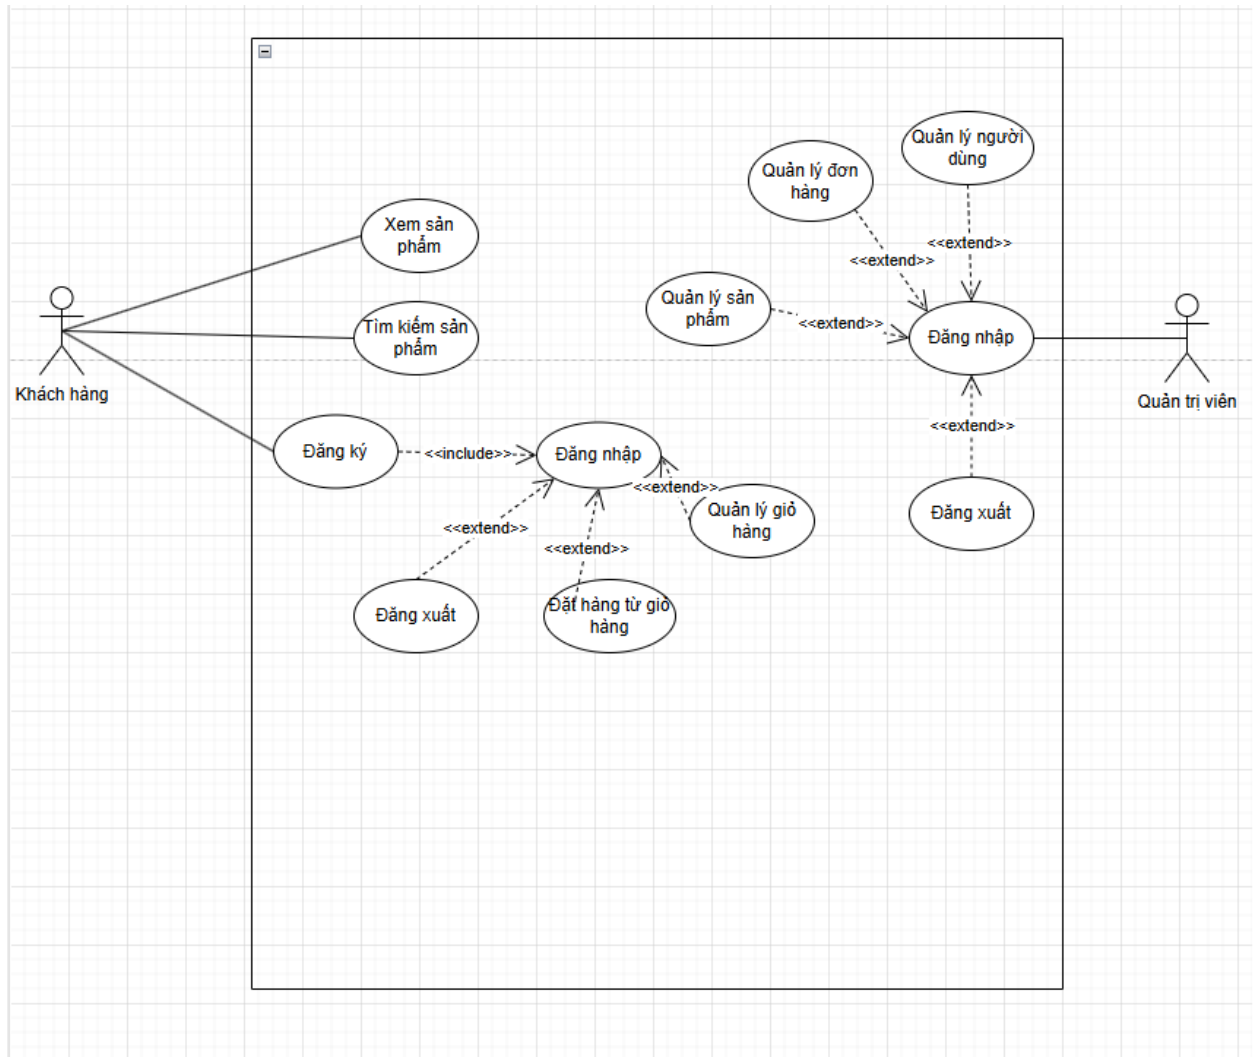 Quản lý người
dùng
Quản lý đơn
hàng
Xem sản
phẩm
<<extend>>
<<extend>>
Quản lý sản
phẩm
<<extend>>
Tìm kiếm sản
phẩm
Đăng nhập
Khách hàng
Quản trị viên
<<extend>>
Đăng ký
<<include>>
Đăng nhập
<<extend>>
Quản lý giỏ
hàng
Đăng xuất
<<extend>>
<<extend>>
Đăng xuất
Đặt hàng từ giỏ
hàng